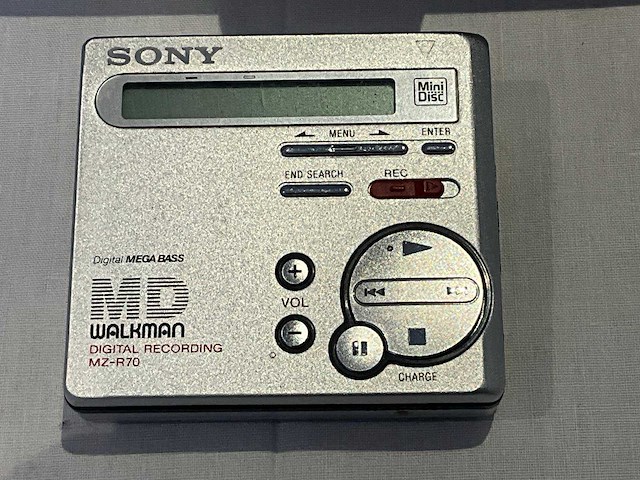 SONY
Mini
Disc
MENU
ENTER
END SEARCH
REC
Digital MEGA BASS
MD
WALKMAN
VOL
DIGITAL RECORDING
MZ-R70
CHARGE